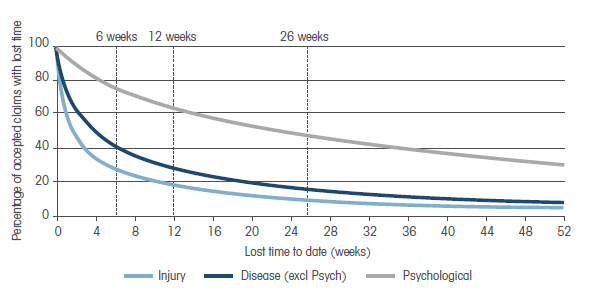 Percentage of accepted claims with lost time
6 weeks 12 weeks 26 weeks
100
80
60
40
20
0
0 4 8 12 16 20 24 28 32 36 40 44 48 52
Lost time to date (weeks)
Injury Disease (excl Psych) Psychological